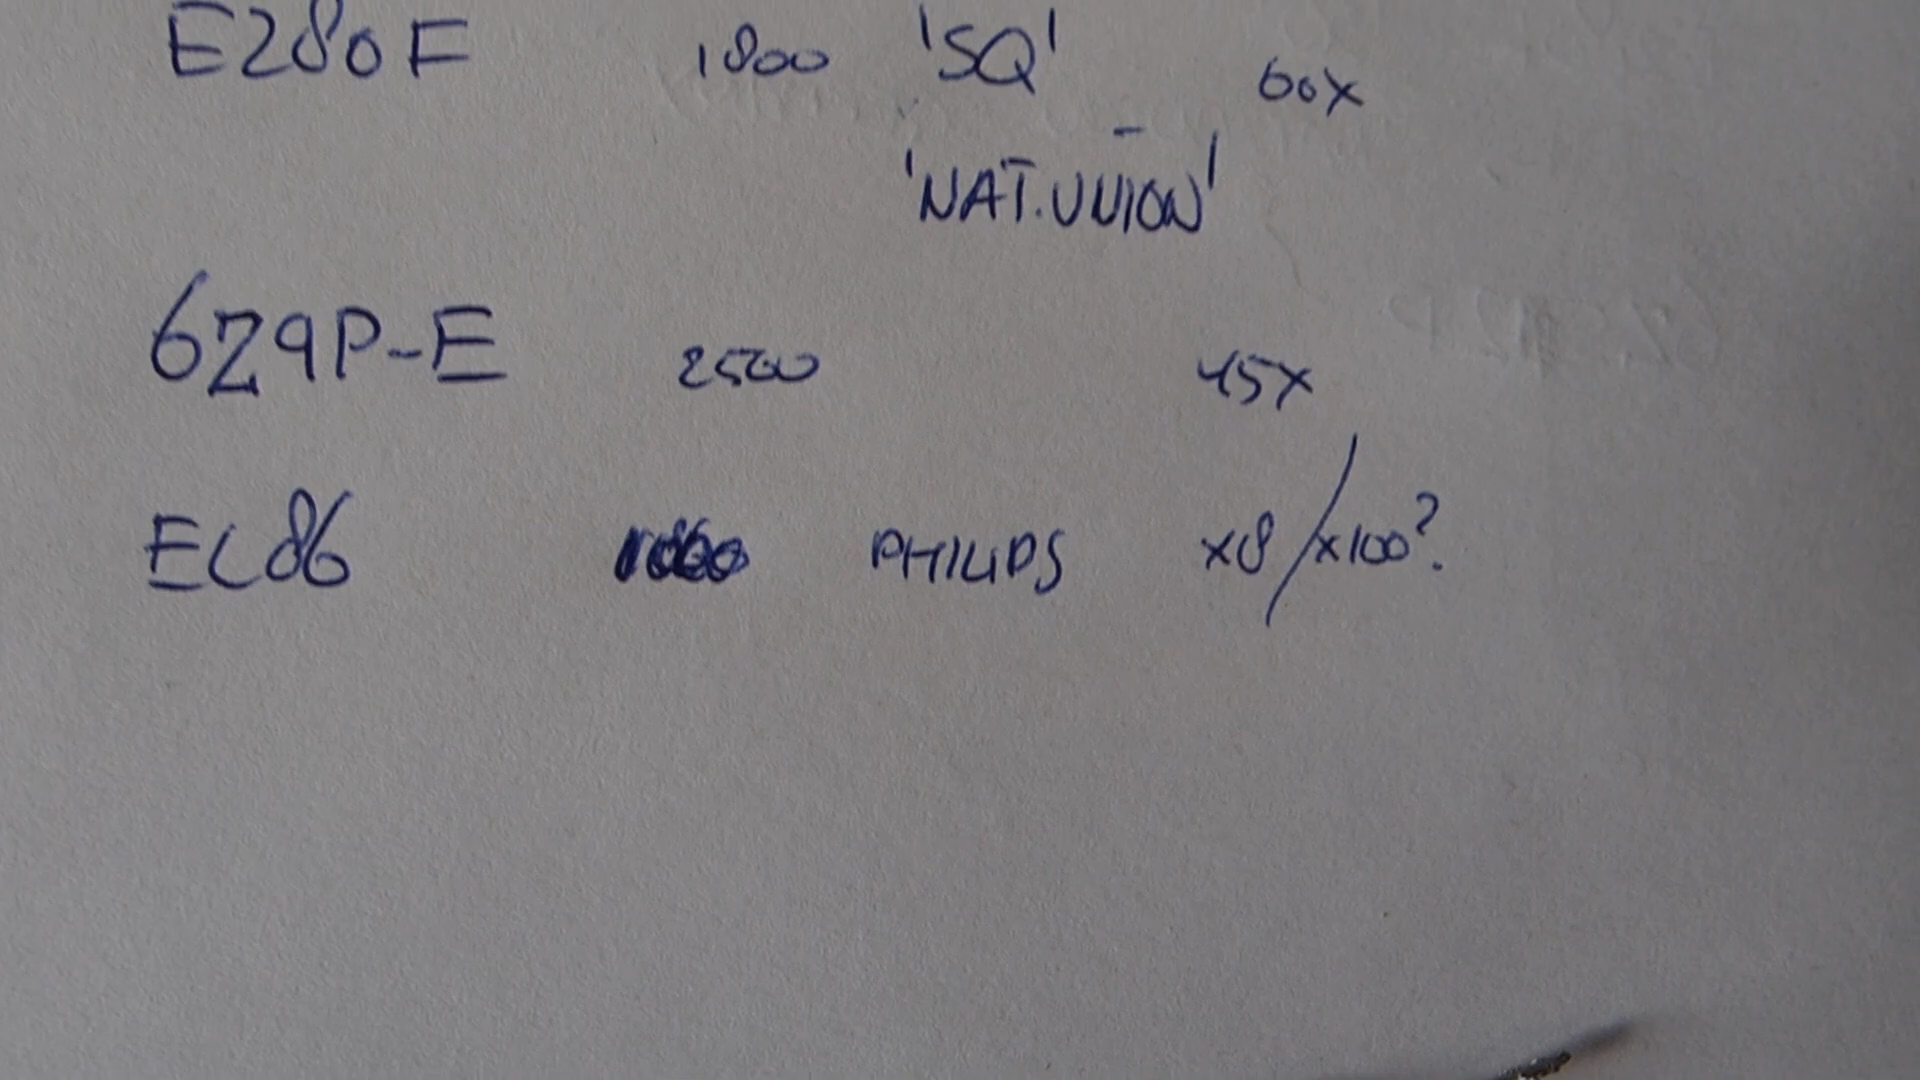 E280F 1800 'SQ' 60x
'NAT.UNION'
6Z9P-E 2500 45x
EC86 PHILIPS x8/x100?